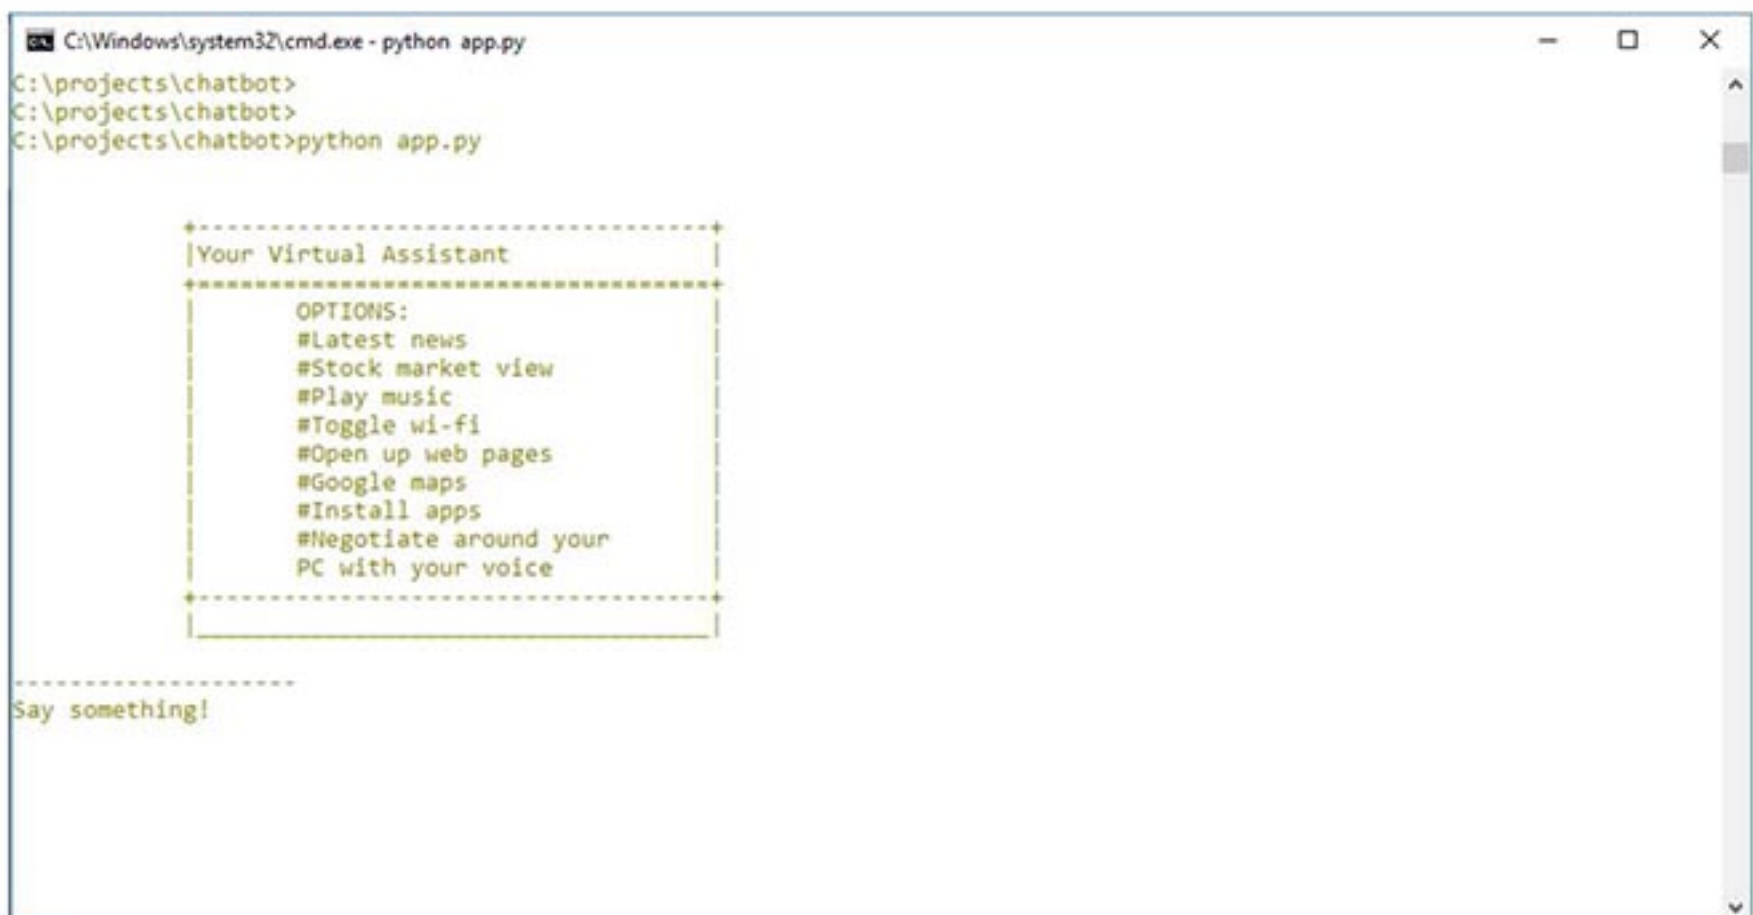 C:\Windows\system32\cmd.exe - python app.py
C:\projects\chatbot>
C:\projects\chatbot>
C:\projects\chatbot>python app.py
Your Virtual Assistant
OPTIONS:
#Latest news
#Stock market view
#Play music
#Toggle wi-fi
#Open up web pages
#Google maps
#Install apps
#Negotiate around your
PC with your voice
Say something!